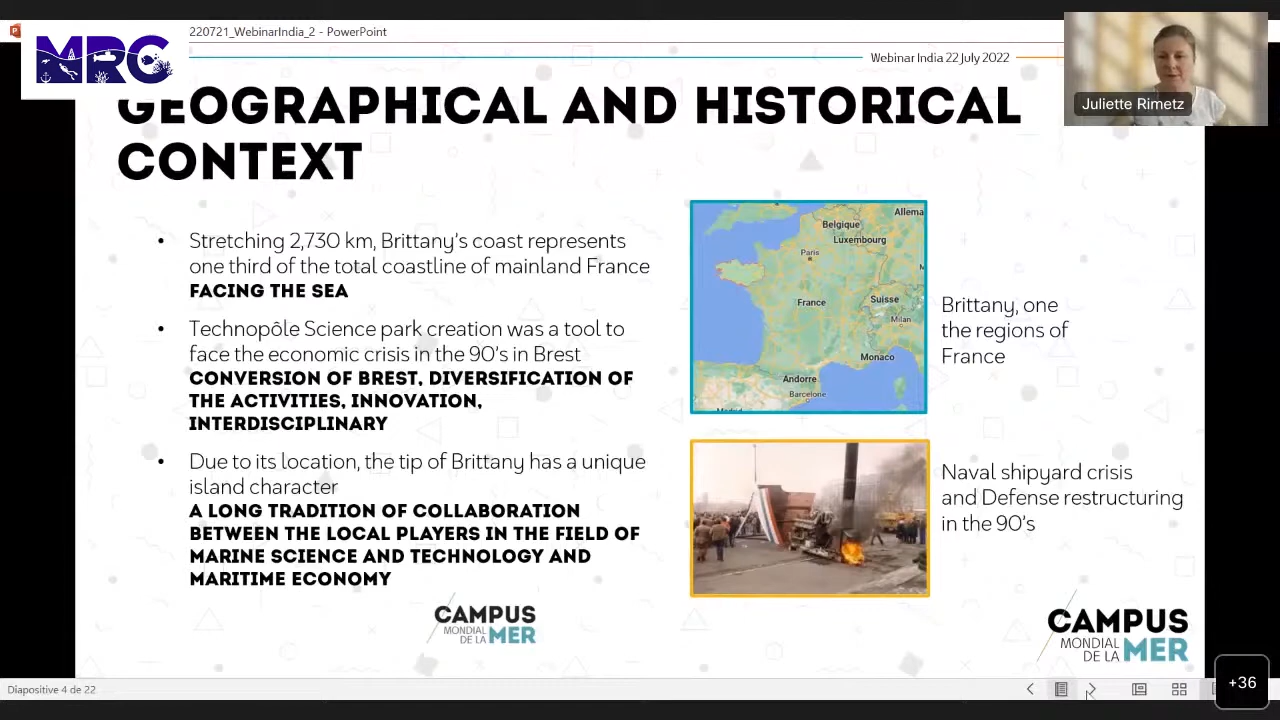 220721_WebinarIndia_2 - PowerPoint
MRC
Webinar India 22 July 2022
Juliette Rimetz
GEOGRAPHICAL AND HISTORICAL
CONTEXT
• Stretching 2,730 km, Brittany's coast represents
one third of the total coastline of mainland France
FACING THE SEA
• Technopôle Science park creation was a tool to
face the economic crisis in the 90's in Brest
CONVERSION OF BREST, DIVERSIFICATION OF
THE ACTIVITIES, INNOVATION,
INTERDISCIPLINARY
• Due to its location, the tip of Brittany has a unique
island character
A LONG TRADITION OF COLLABORATION
BETWEEN THE LOCAL PLAYERS IN THE FIELD OF
MARINE SCIENCE AND TECHNOLOGY AND
MARITIME ECONOMY
Allema
Belgique
Luxembourg
Paris
France
Suisse
Milan
Monaco
Andorre
Barcelone
Madrid
Brittany, one
the regions of
France
Naval shipyard crisis
and Defense restructuring
in the 90's
CAMPUS
MONDIAL
DE LA MER
CAMPUS
MONDIAL
DE LA MER
Diapositive 4 de 22
+36